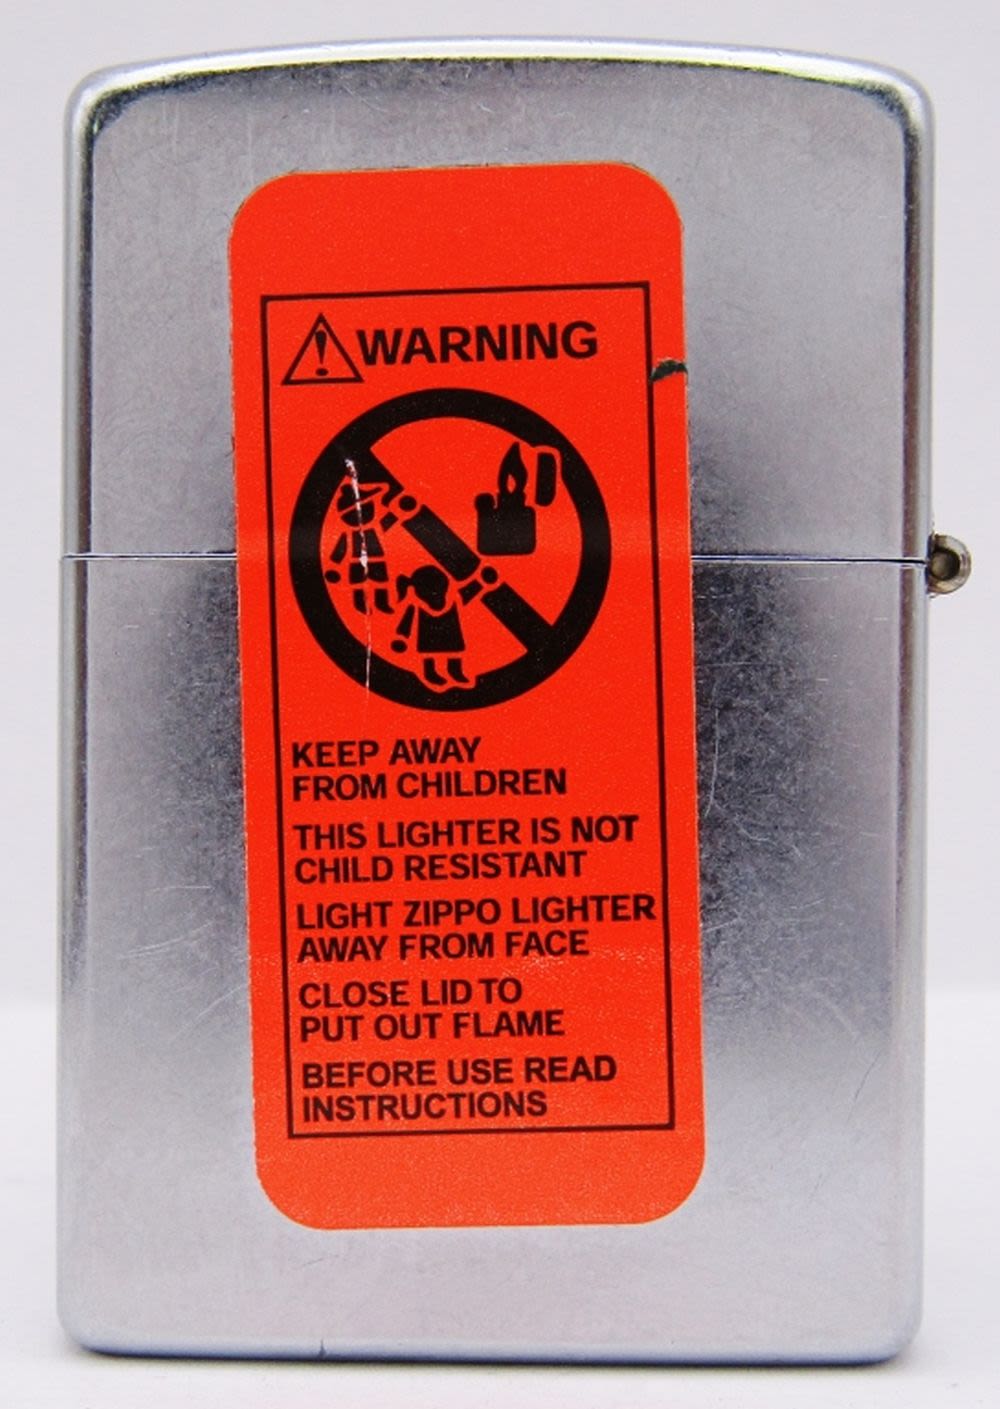 WARNING
KEEP AWAY
FROM CHILDREN
THIS LIGHTER IS NOT
CHILD RESISTANT
LIGHT ZIPPO LIGHTER
AWAY FROM FACE
CLOSE LID TO
PUT OUT FLAME
BEFORE USE READ
INSTRUCTIONS